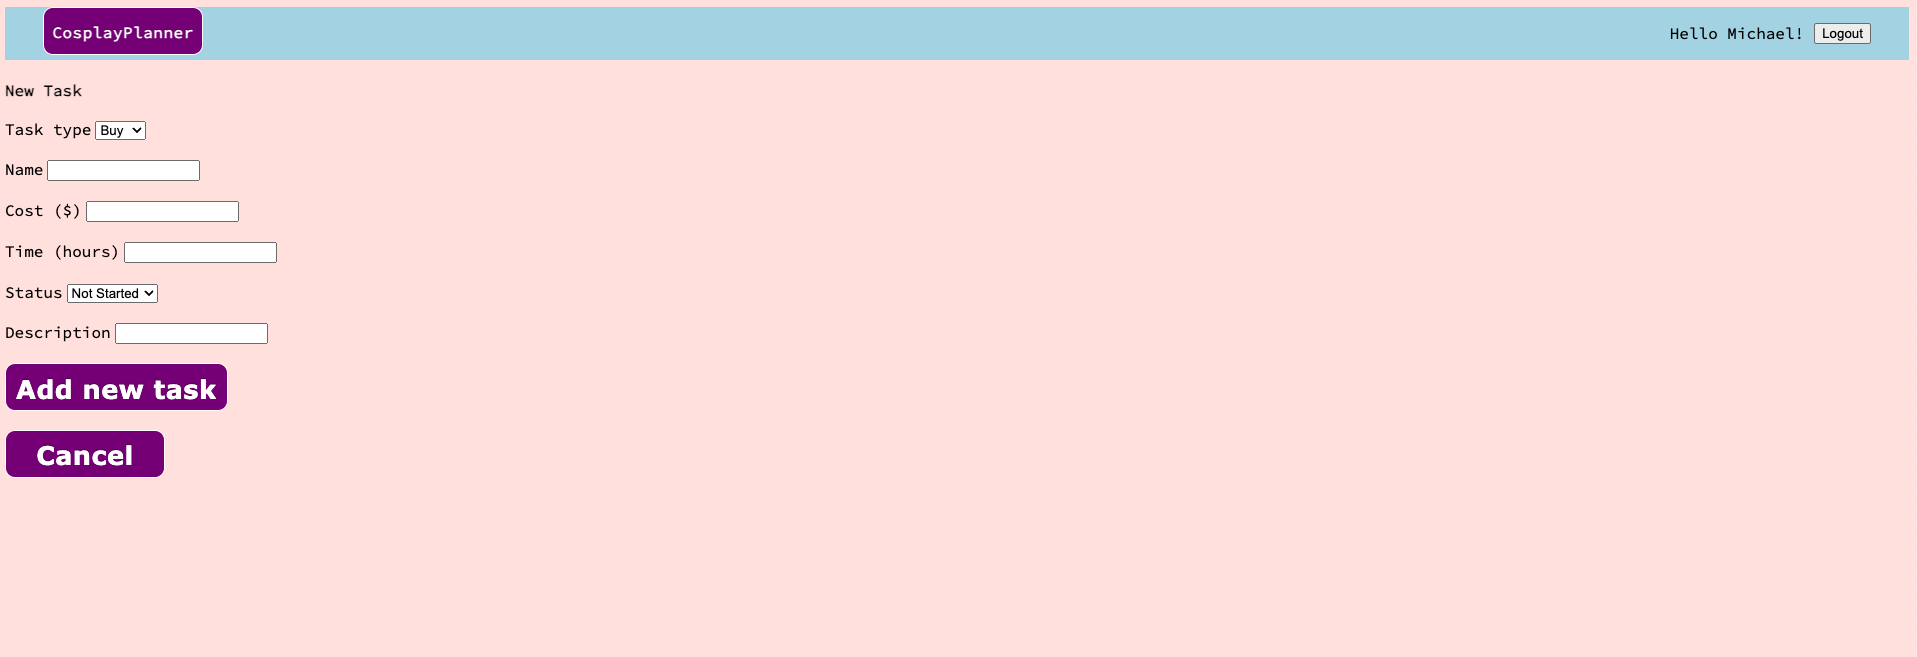 CosplayPlanner
Hello Michael! Logout
New Task
Task type Buy
Name
Cost ($)
Time (hours)
Status Not Started
Description
Add new task
Cancel